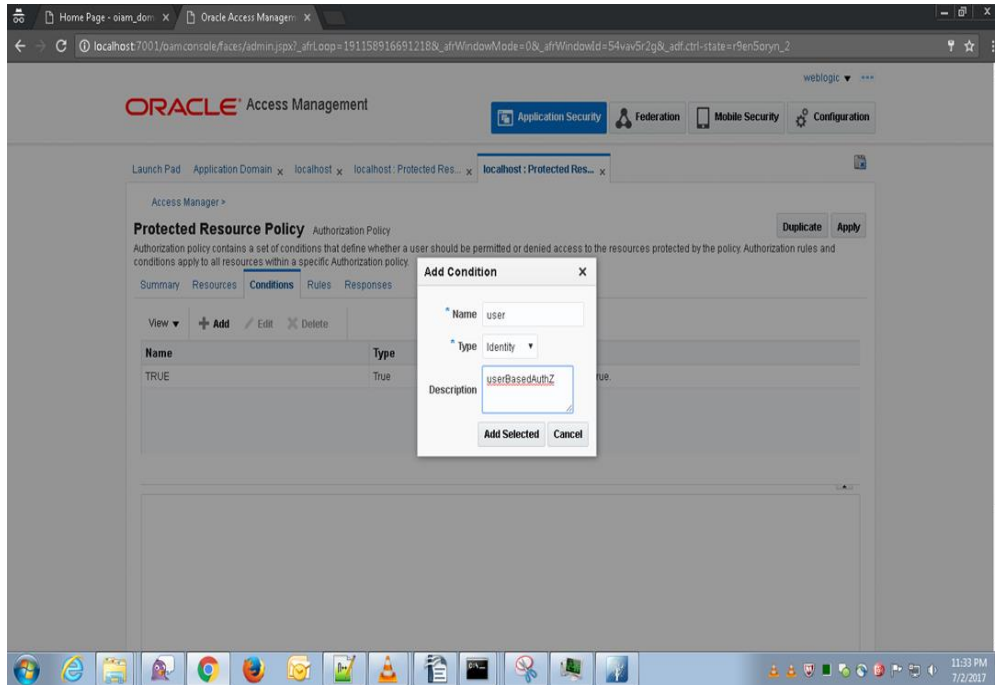 Home Page - oiam_dom
Oracle Access Managem
localhost:7001/oamconsole/faces/admin.jspx?_afrLoop=19115891669121​8&_afrWindowMode=0&_afrWindowId=54vav5r2g&_adf.ctrl-state=r9en5oryn_2
weblogic
ORACLE Access Management
Application Security Federation Mobile Security Configuration
Launch Pad Application Domain localhost localhost : Protected Res... localhost : Protected Res...
Access Manager >
Protected Resource Policy Authorization Policy
Duplicate Apply
Authorization policy contains a set of conditions that define whether a user should be permitted or denied access to the resources protected by the policy. Authorization rules and
conditions apply to all resources within a specific Authorization policy.
Summary Resources Conditions Rules Responses
View Add Edit Delete
Name Type
TRUE True rue.
Add Condition
* Name user
* Type Identity
Description userBasedAuthZ
Add Selected Cancel
11:33 PM
7/2/2017